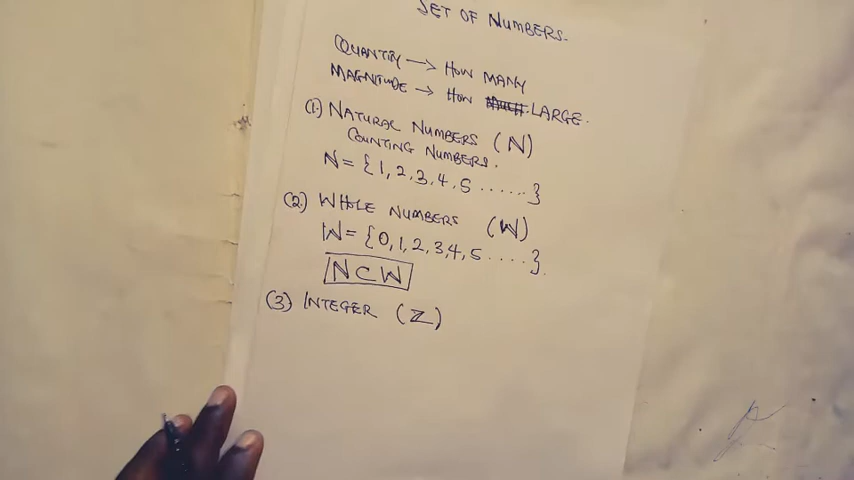 SET OF NUMBERS.
QUANTITY → HOW MANY
MAGNITUDE → HOW LARGE.
(1.) NATURAL NUMBERS (N)
COUNTING NUMBERS.
N = {1, 2, 3, 4, 5 ......}
(2.) WHOLE NUMBERS (W)
W = {0, 1, 2, 3, 4, 5 .....}.
N ⊂ W
(3) INTEGER (Z)